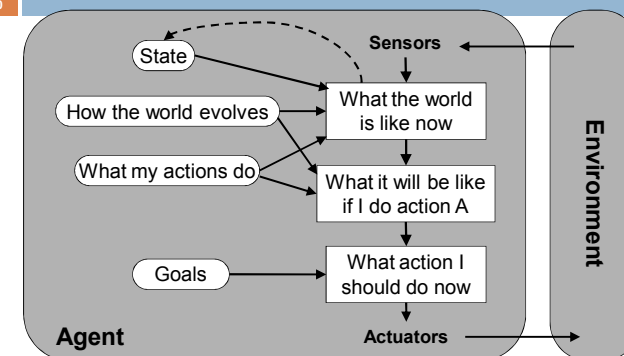 State
Sensors
What the world
is like now
How the world evolves
What my actions do
What it will be like
if I do action A
Goals
What action I
should do now
Agent
Actuators
Environment